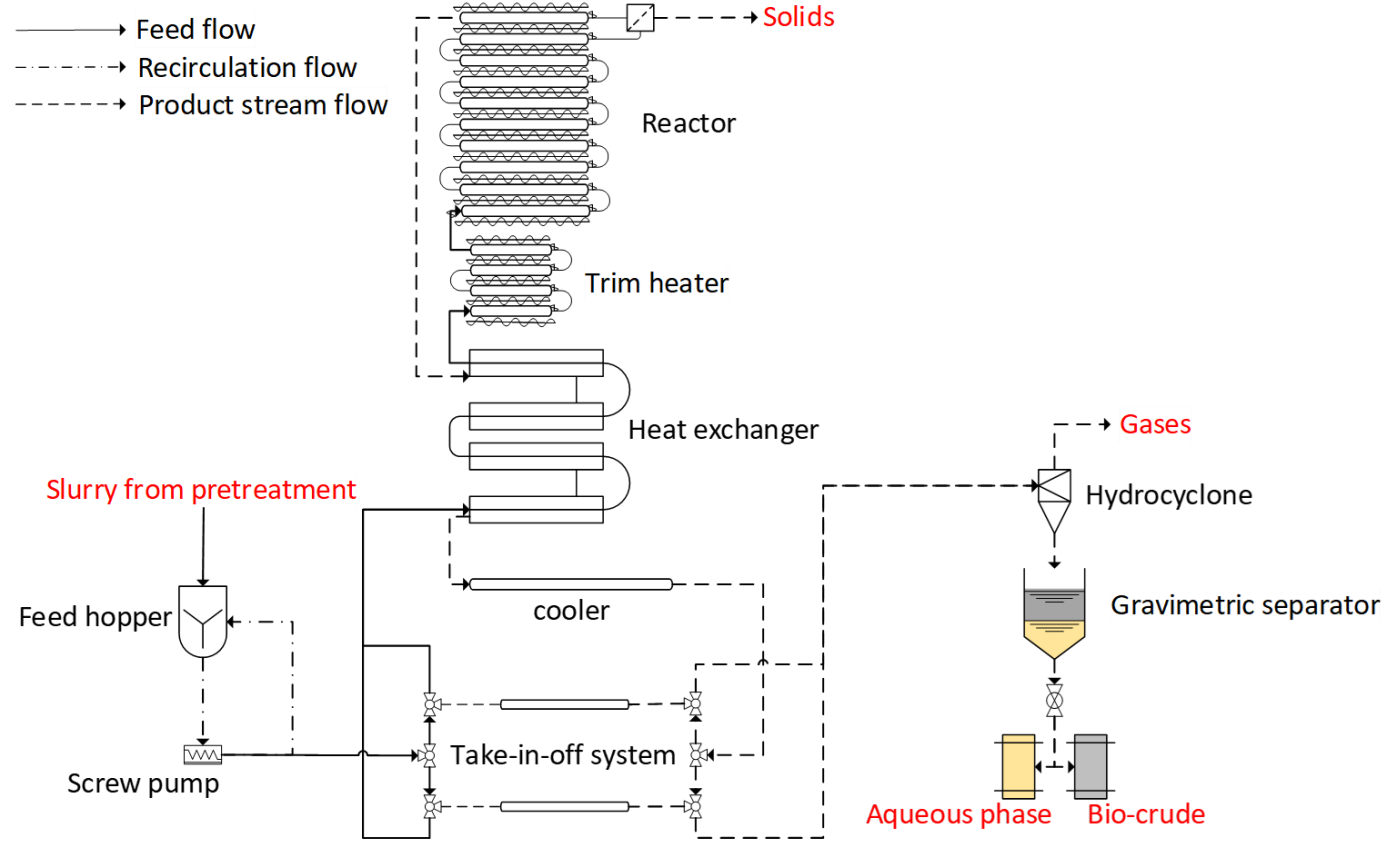 Feed flow
Recirculation flow
Product stream flow
Solids
Reactor
Trim heater
Heat exchanger
Gases
Slurry from pretreatment
Hydrocyclone
Feed hopper
cooler
Gravimetric separator
Take-in-off system
Screw pump
Aqueous phase
Bio-crude